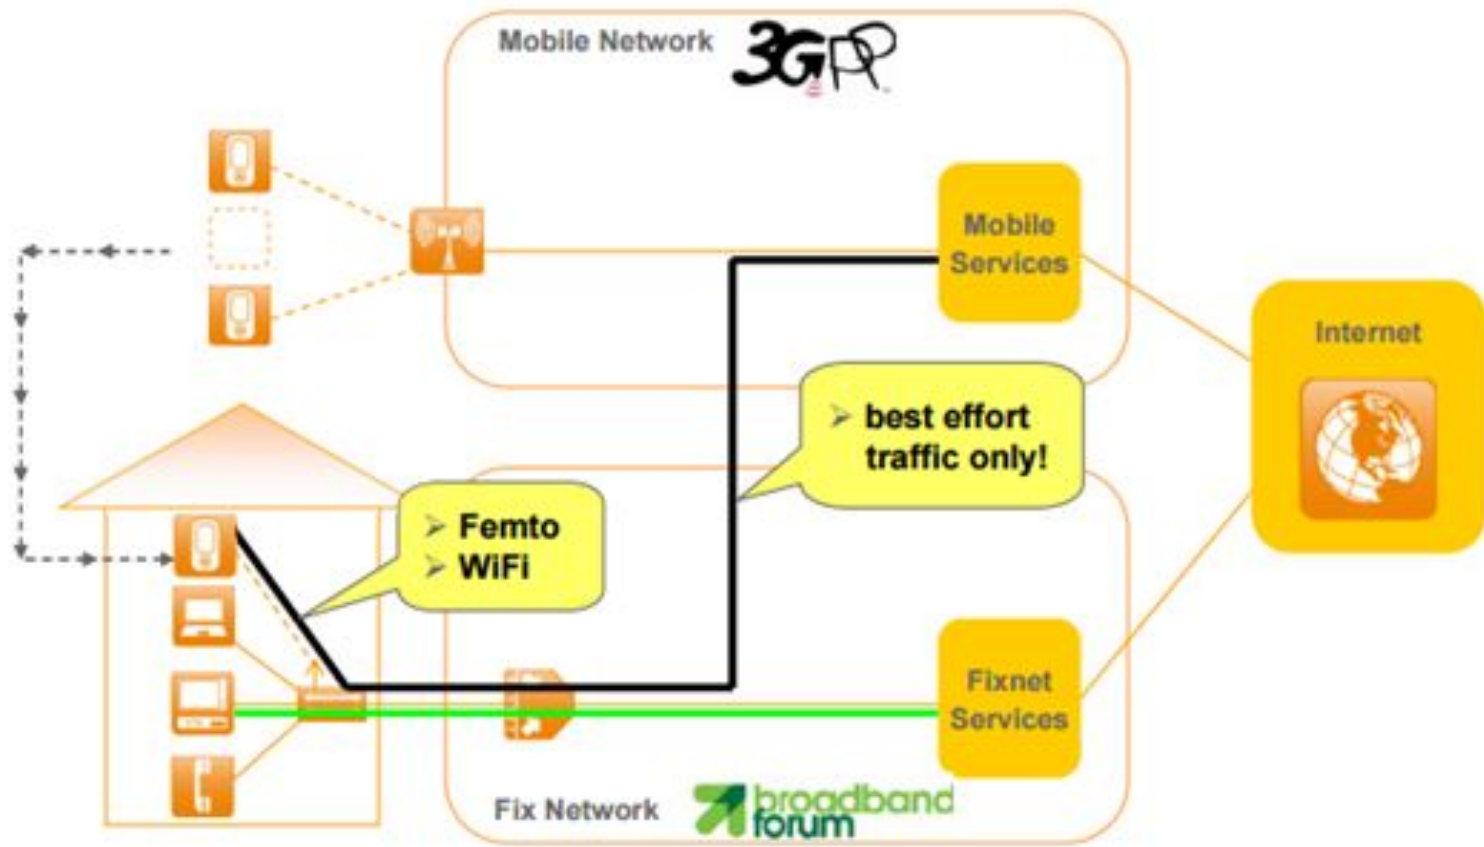 Mobile Network 3GPP
Mobile
Services
Internet
➢ best effort
traffic only!
➢ Femto
➢ WiFi
Fixnet
Services
Fix Network broadband
forum